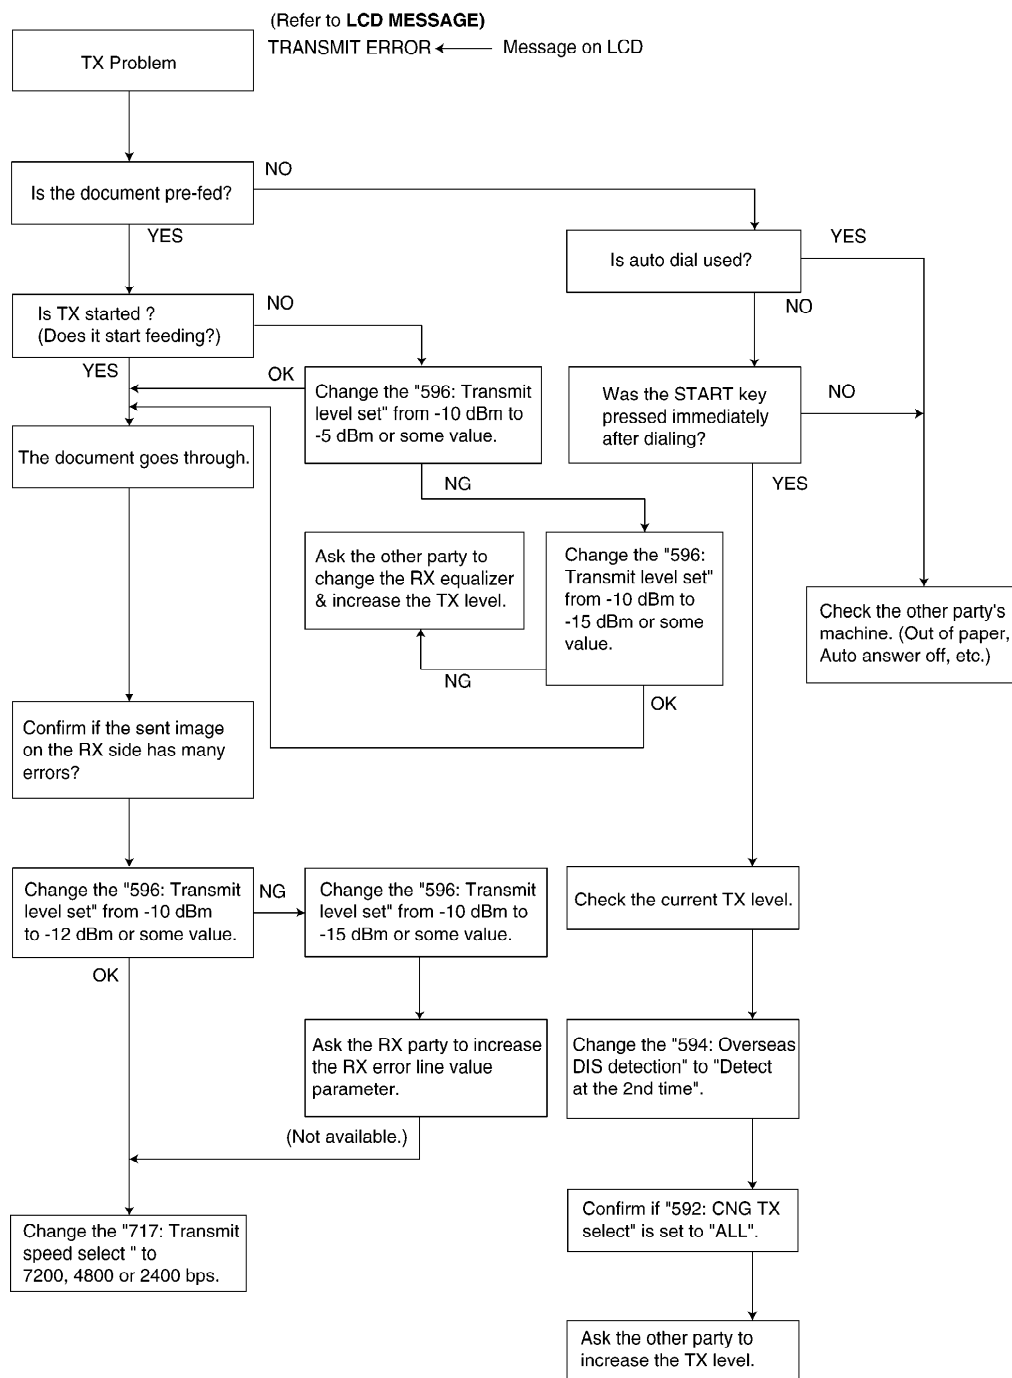 (Refer to LCD MESSAGE)
TRANSMIT ERROR
Message on LCD
TX Problem
NO
Is the document pre-fed?
YES
Is auto dial used?
YES
NO
Is TX started ?
(Does it start feeding?)
NO
YES
OK
Change the "596: Transmit
level set" from -10 dBm to
-5 dBm or some value.
Was the START key
pressed immediately
after dialing?
NO
The document goes through.
NG
YES
Ask the other party to
change the RX equalizer
& increase the TX level.
Change the "596:
Transmit level set"
from -10 dBm to
-15 dBm or some
value.
Check the other party's
machine. (Out of paper,
Auto answer off, etc.)
NG
OK
Confirm if the sent image
on the RX side has many
errors?
Change the "596: Transmit
level set" from -10 dBm
to -12 dBm or some value.
NG
Change the "596: Transmit
level set" from -10 dBm to
-15 dBm or some value.
Check the current TX level.
OK
Ask the RX party to increase
the RX error line value
parameter.
Change the "594: Overseas
DIS detection" to "Detect
at the 2nd time".
(Not available.)
Change the "717: Transmit
speed select " to
7200, 4800 or 2400 bps.
Confirm if "592: CNG TX
select" is set to "ALL".
Ask the other party to
increase the TX level.